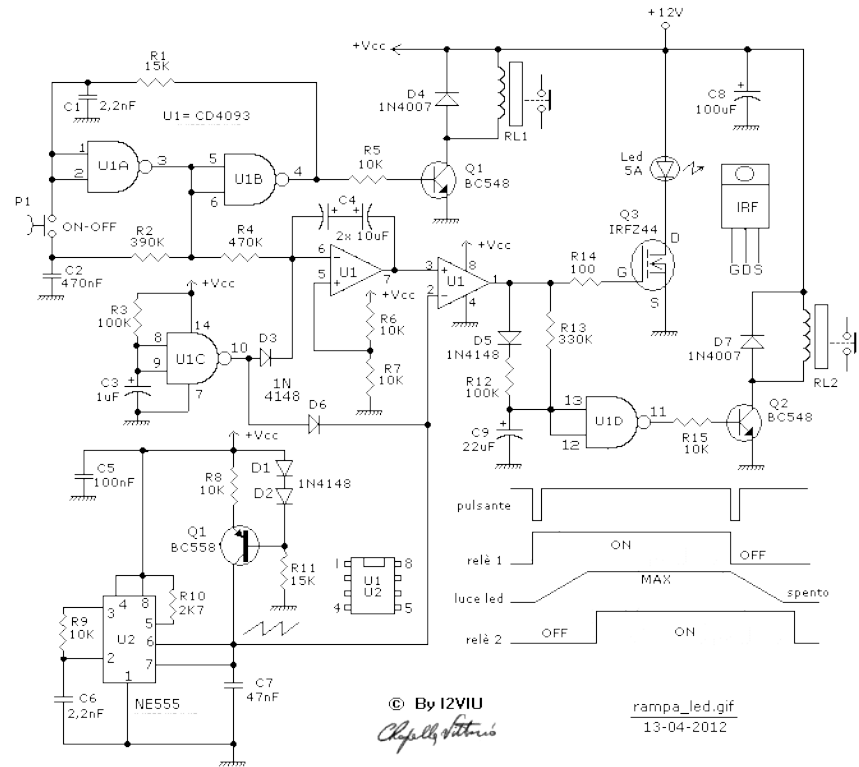 +12V
+Vcc
R1
15K
C1
2,2nF
U1= CD4093
D4
1N4007
RL1
C8
100uF
1
2
U1A
3
5
6
U1B
4
R5
10K
Q1
BC548
Led
5A
IRF
GDS
P1
ON-OFF
C4
2x 10uF
Q3
IRFZ44
D
G
S
R2
390K
R4
470K
C2
470nF
6
5
U1
7
+Vcc
3
2
U1
8
4
1
R14
100
+Vcc
R3
100K
14
8
9
U1C
10
7
C3
1uF
D3
1N
4148
+Vcc
R6
10K
R7
10K
D6
D5
1N4148
R13
330K
R12
100K
C9
22uF
13
12
U1D
11
R15
10K
D7
1N4007
RL2
Q2
BC548
+Vcc
C5
100nF
R8
10K
D1
D2
1N4148
Q1
BC558
R11
15K
1
8
U1
U2
4
5
pulsante
relè 1
ON
OFF
luce led
MAX
spento
relè 2
OFF
ON
R9
10K
3
4
8
5
R10
2K7
U2
6
2
7
1
NE555
C6
2,2nF
C7
47nF
© By I2VIU
Chapelle Vittorio
rampa_led.gif
13-04-2012